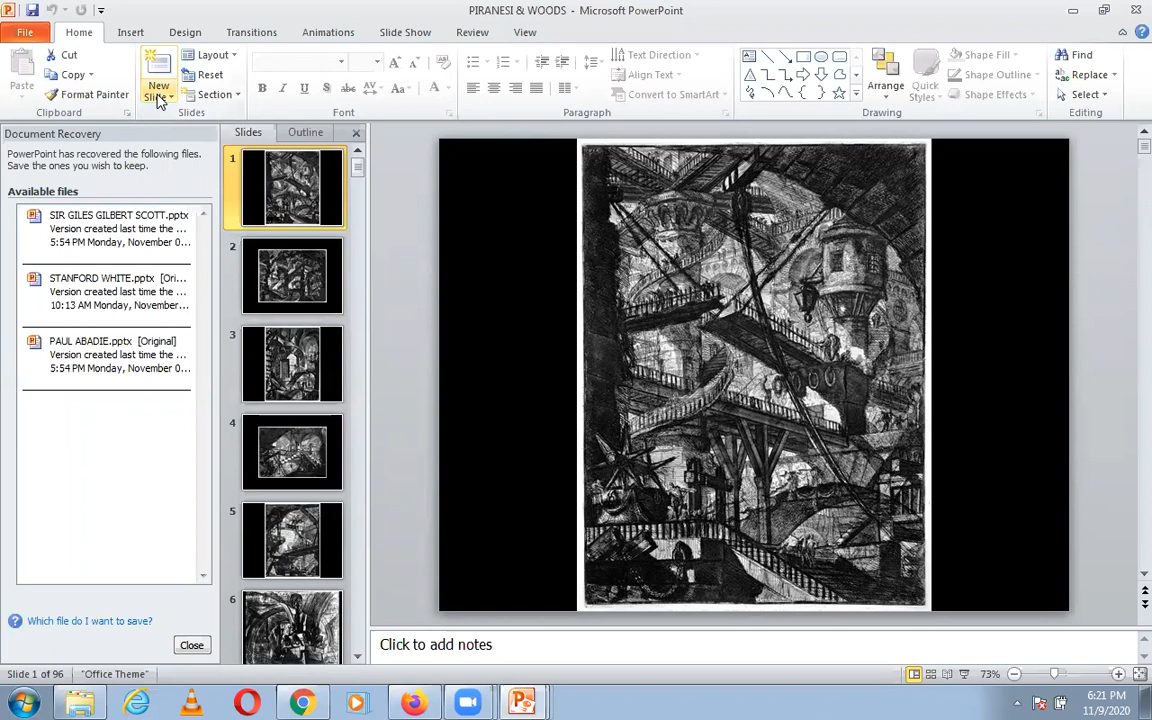 PIRANESI & WOODS - Microsoft PowerPoint
File Home Insert Design Transitions Animations Slide Show Review View
Paste
Cut
Copy
Format Painter
Clipboard
New
Slide
Layout
Reset
Section
Slides
B I U S abc AV Aa A
Font
Text Direction
Align Text
Convert to SmartArt
Paragraph
Arrange
Quick
Styles
Shape Fill
Shape Outline
Shape Effects
Drawing
Find
Replace
Select
Editing
Document Recovery
PowerPoint has recovered the following files.
Save the ones you wish to keep.
Available files
SIR GILES GILBERT SCOTT.pptx
Version created last time the ...
5:54 PM Monday, November 0...
STANFORD WHITE.pptx [Ori...
Version created last time the ...
10:13 AM Monday, November...
PAUL ABADIE.pptx [Original]
Version created last time the ...
5:54 PM Monday, November 0...
Which file do I want to save?
Close
Slides Outline
1
2
3
4
5
6
Click to add notes
Slide 1 of 96 "Office Theme" 73%
6:21 PM
11/9/2020